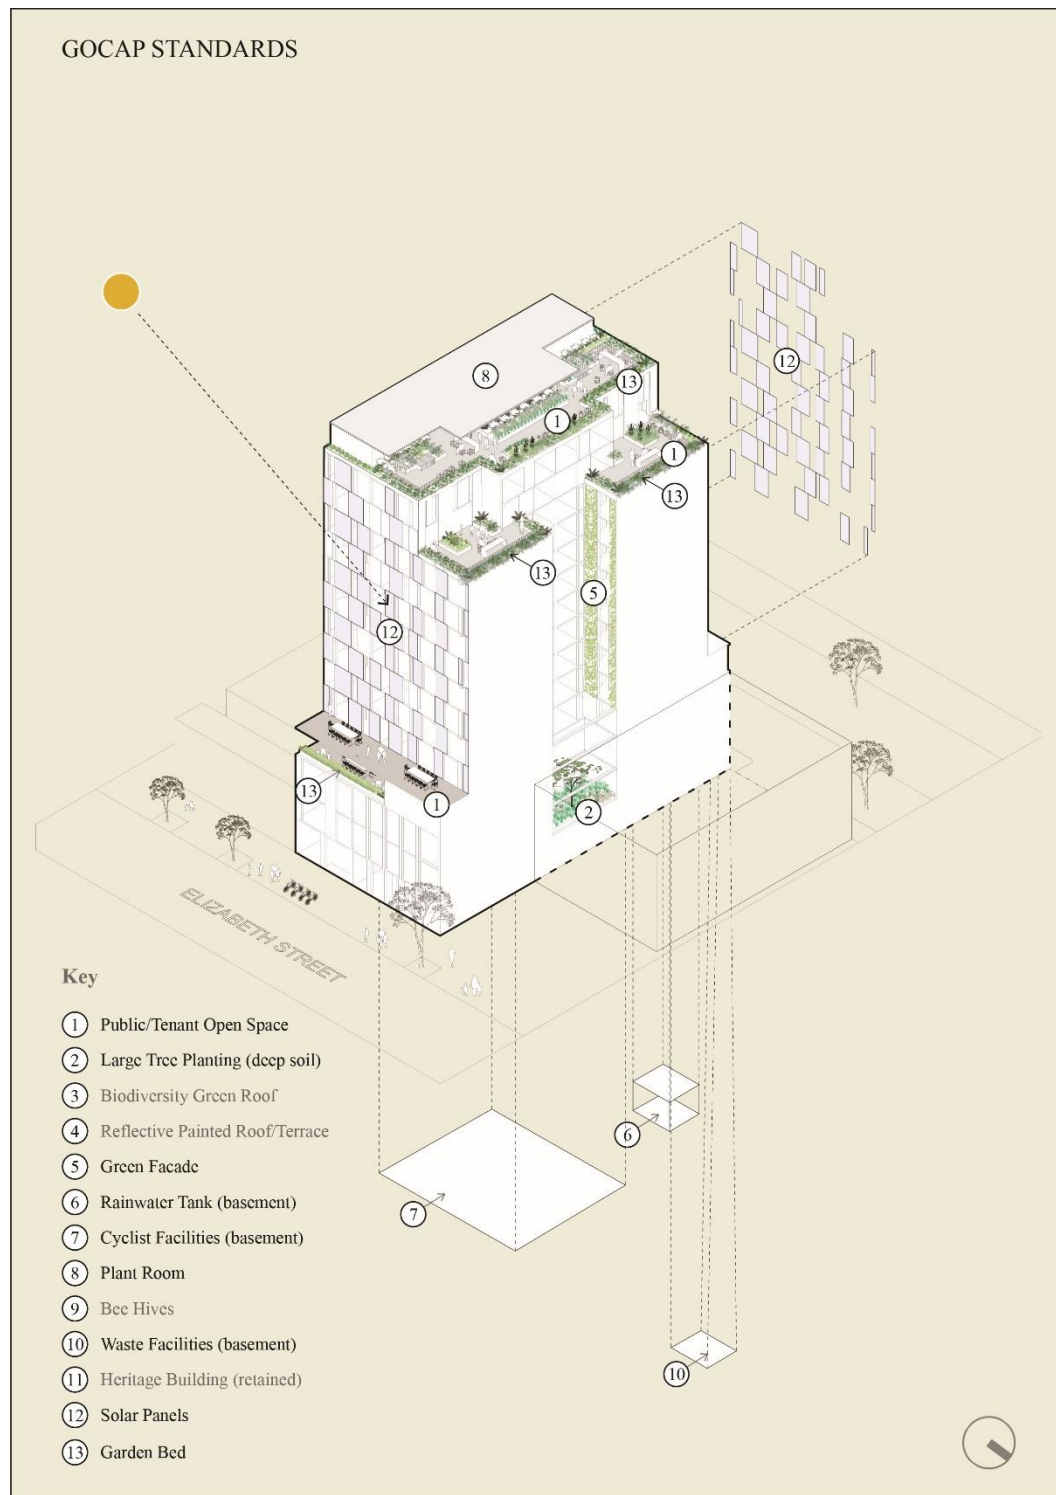 GOCAP STANDARDS
12
8
13
1
1
13
13
5
12
13
1
2
ELIZABETH STREET
6
7
10
Key
1 Public/Tenant Open Space
2 Large Tree Planting (deep soil)
3 Biodiversity Green Roof
4 Reflective Painted Roof/Terrace
5 Green Facade
6 Rainwater Tank (basement)
7 Cyclist Facilities (basement)
8 Plant Room
9 Bee Hives
10 Waste Facilities (basement)
11 Heritage Building (retained)
12 Solar Panels
13 Garden Bed